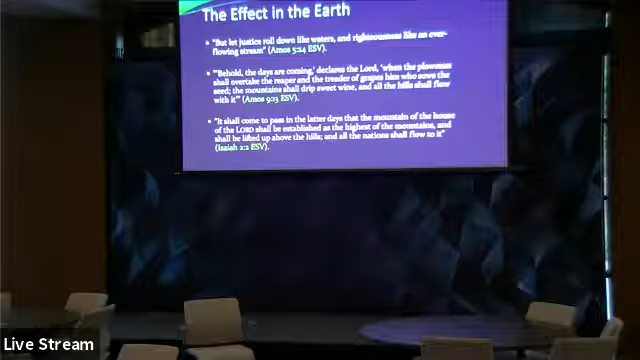 The Effect in the Earth
• "But let justice roll down like waters, and righteousness like an ever-
flowing stream" (Amos 5:24 ESV).
• "'Behold, the days are coming,' declares the Lord, 'when the plowman
shall overtake the reaper and the treader of grapes him who sows the
seed; the mountains shall drip sweet wine, and all the hills shall flow
with it'" (Amos 9:13 ESV).
• "It shall come to pass in the latter days that the mountain of the house
of the LORD shall be established as the highest of the mountains, and
shall be lifted up above the hills; and all the nations shall flow to it"
(Isaiah 2:2 ESV).
Live Stream